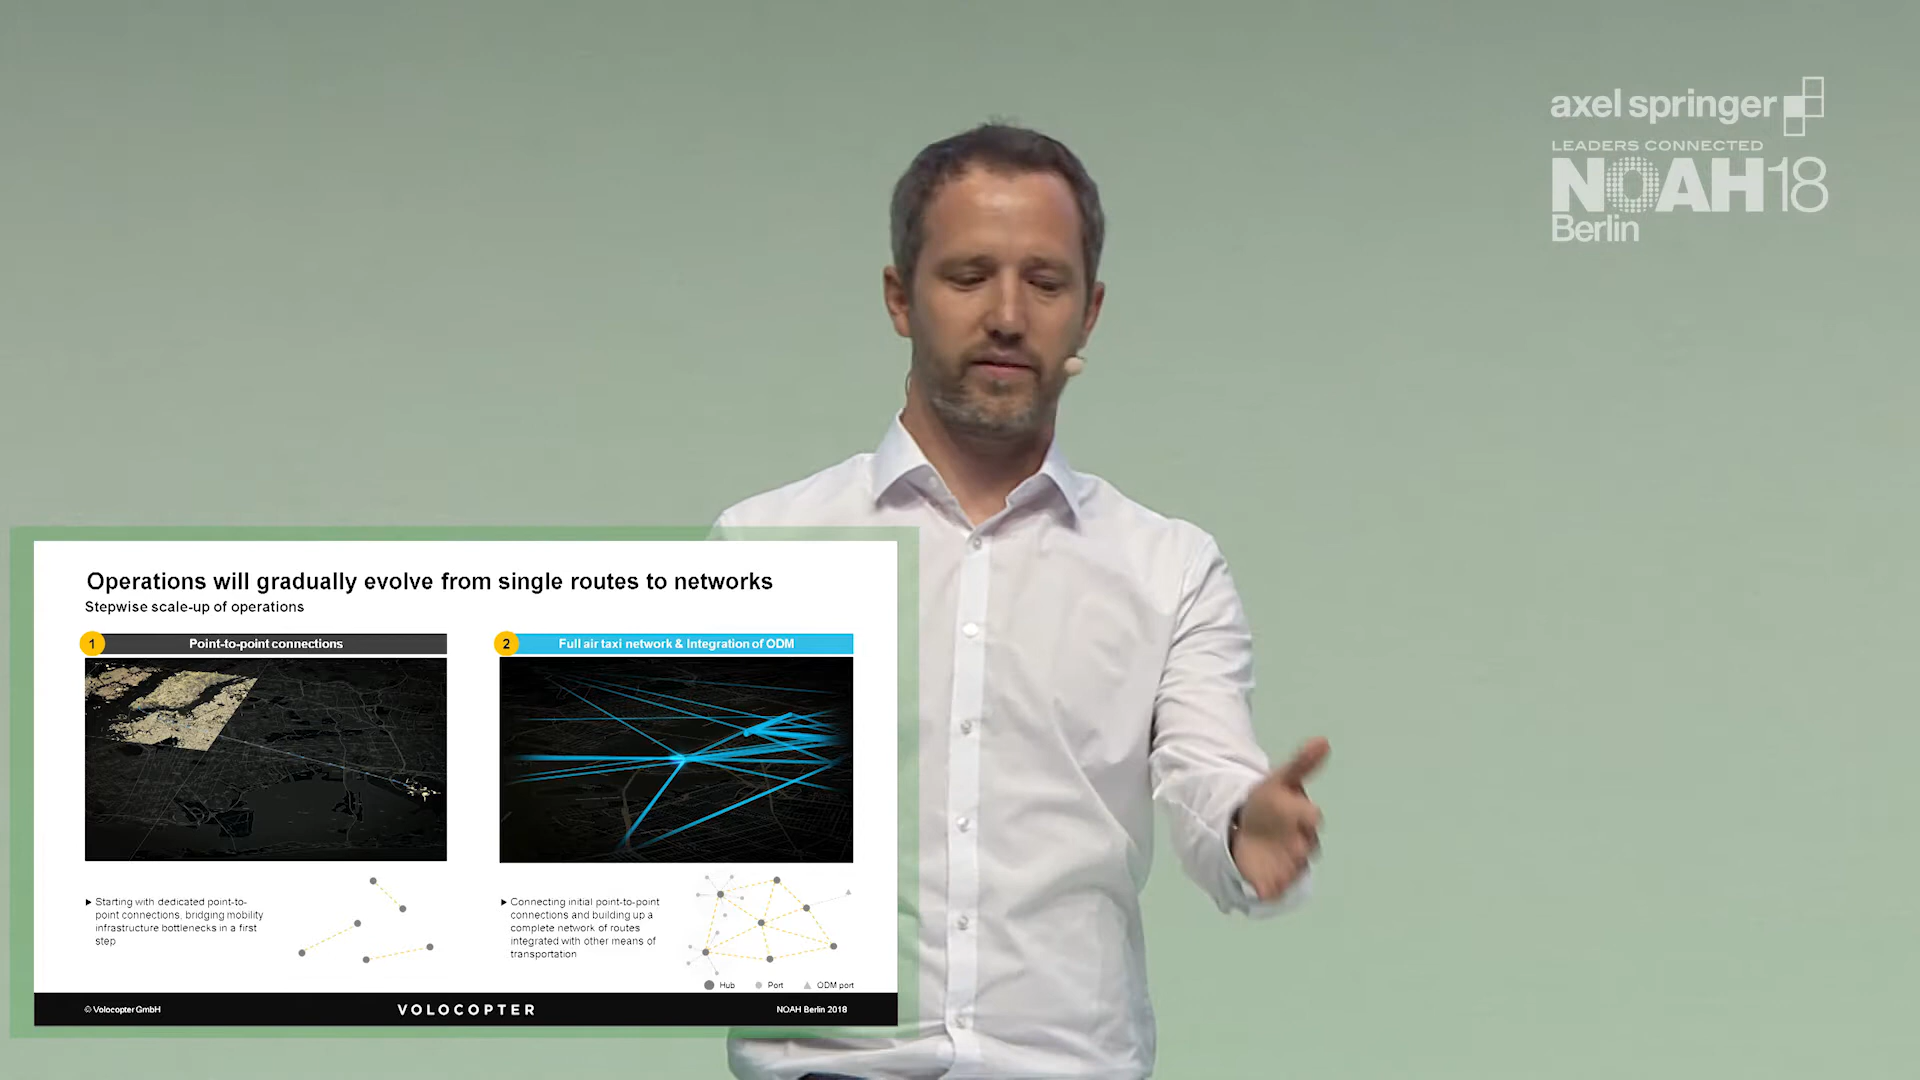 axel springer
LEADERS CONNECTED
NOAH18
Berlin
Operations will gradually evolve from single routes to networks
Stepwise scale-up of operations
1
Point-to-point connections
2
Full air taxi network & Integration of ODM
Starting with dedicated point-to-
point connections, bridging mobility
infrastructure bottlenecks in a first
step
Connecting initial point-to-point
connections and building up a
complete network of routes
integrated with other means of
transportation
Hub
Port
ODM port
© Volocopter GmbH
VOLOCOPTER
NOAH Berlin 2018